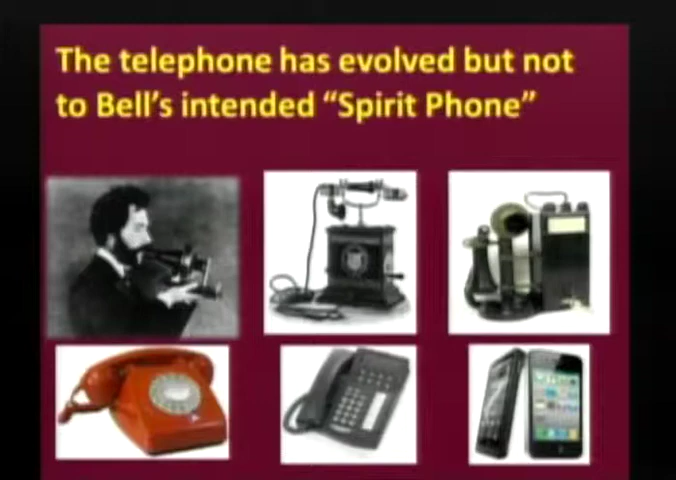 The telephone has evolved but not
to Bell's intended “Spirit Phone”